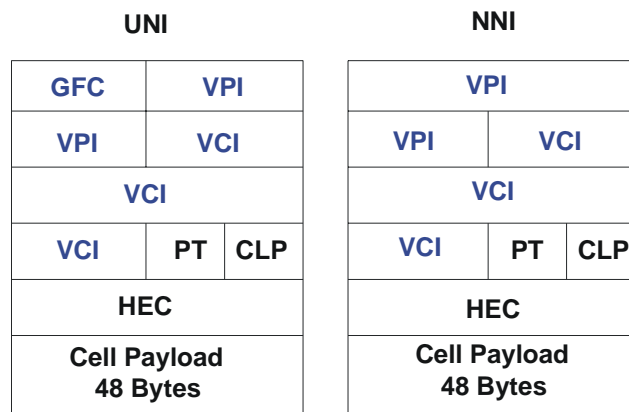 UNI
GFC VPI
VPI VCI
VCI
VCI PT CLP
HEC
Cell Payload
48 Bytes
NNI
VPI
VPI VCI
VCI
VCI PT CLP
HEC
Cell Payload
48 Bytes